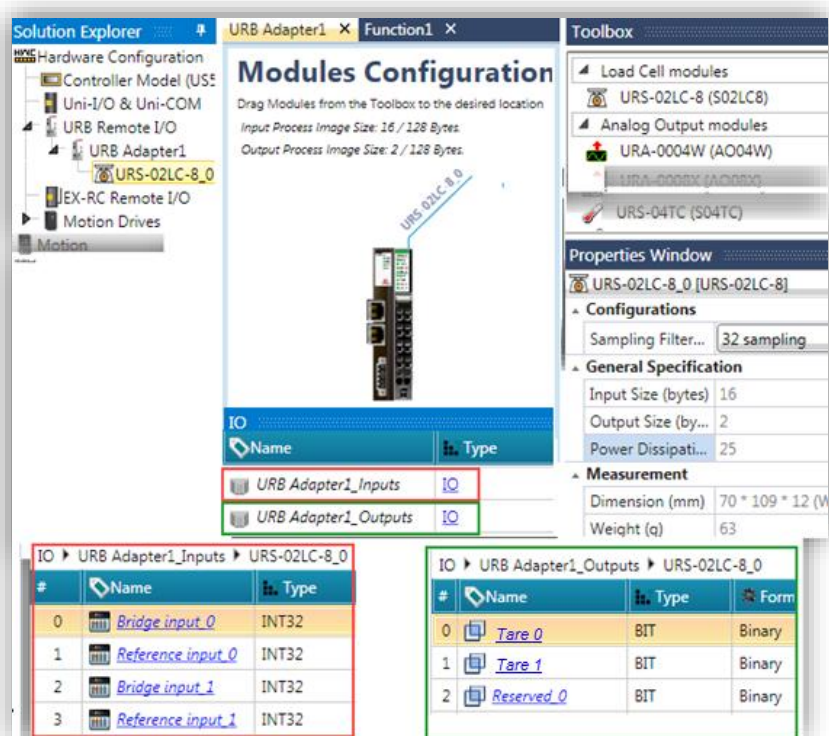 Solution Explorer
Hardware Configuration
Controller Model (US5
Uni-I/O & Uni-COM
URB Remote I/O
URB Adapter1
URS-02LC-8_0
EX-RC Remote I/O
Motion Drives
Motion
URB Adapter1 X Function1 X
Modules Configuration
Drag Modules from the Toolbox to the desired location
Input Process Image Size: 16 / 128 Bytes.
Output Process Image Size: 2 / 128 Bytes.
URS-02LC-8_0
IO
Name Type
URB Adapter1_Inputs IO
URB Adapter1_Outputs IO
Toolbox
Load Cell modules
URS-02LC-8 (S02LC8)
Analog Output modules
URA-0004W (AO04W)
URA-0008X (AO08X)
URS-04TC (S04TC)
Properties Window
URS-02LC-8_0 [URS-02LC-8]
Configurations
Sampling Filter... 32 sampling
General Specification
Input Size (bytes) 16
Output Size (by... 2
Power Dissipati... 25
Measurement
Dimension (mm) 70 * 109 * 12 (W
Weight (g) 63
IO URB Adapter1_Inputs URS-02LC-8_0
# Name Type
0 Bridge input_0 INT32
1 Reference input_0 INT32
2 Bridge input_1 INT32
3 Reference input_1 INT32
IO URB Adapter1_Outputs URS-02LC-8_0
# Name Type Form
0 Tare 0 BIT Binary
1 Tare 1 BIT Binary
2 Reserved_0 BIT Binary